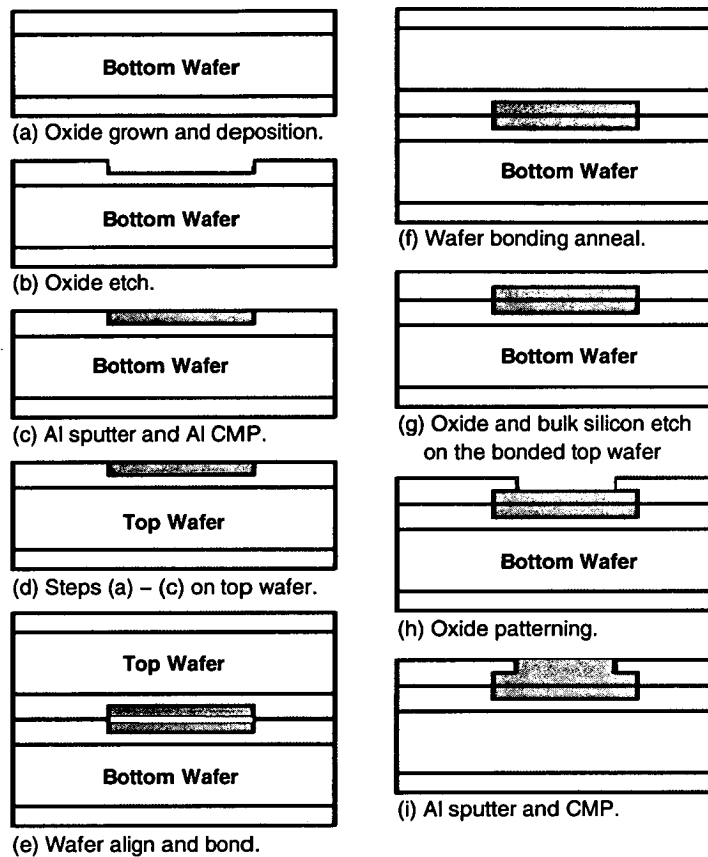 Bottom Wafer
(a) Oxide grown and deposition.
Bottom Wafer
(b) Oxide etch.
Bottom Wafer
(c) Al sputter and Al CMP.
Top Wafer
(d) Steps (a) – (c) on top wafer.
Top Wafer
Bottom Wafer
(e) Wafer align and bond.
Bottom Wafer
(f) Wafer bonding anneal.
Bottom Wafer
(g) Oxide and bulk silicon etch
on the bonded top wafer
Bottom Wafer
(h) Oxide patterning.
(i) Al sputter and CMP.